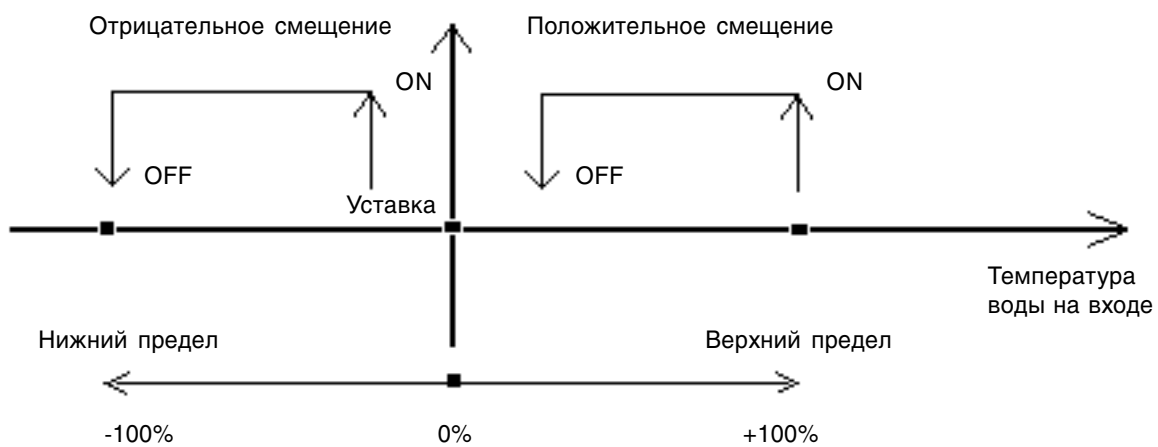 Отрицательное смещение
Положительное смещение
ON
ON
OFF
OFF
Уставка
Температура
воды на входе
Нижний предел
Верхний предел
-100%
0%
+100%